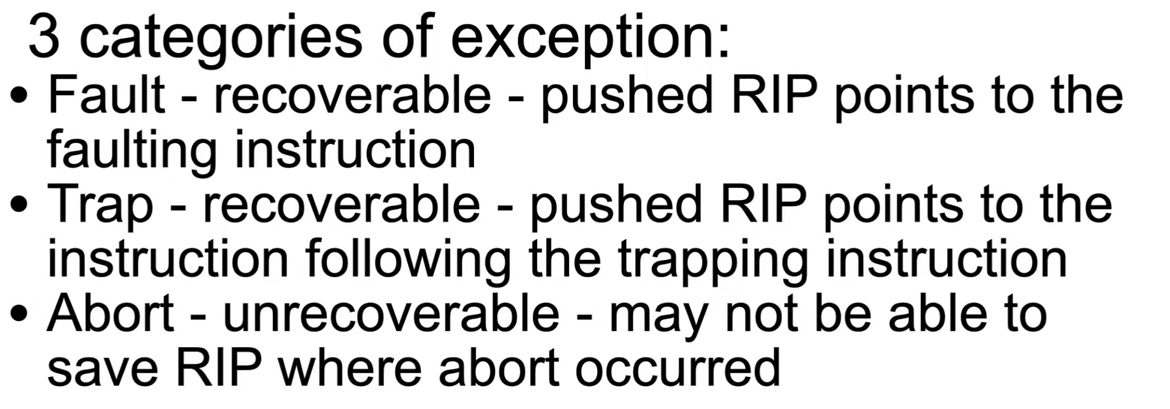 3 categories of exception:
• Fault - recoverable - pushed RIP points to the
faulting instruction
• Trap - recoverable - pushed RIP points to the
instruction following the trapping instruction
• Abort - unrecoverable - may not be able to
save RIP where abort occurred